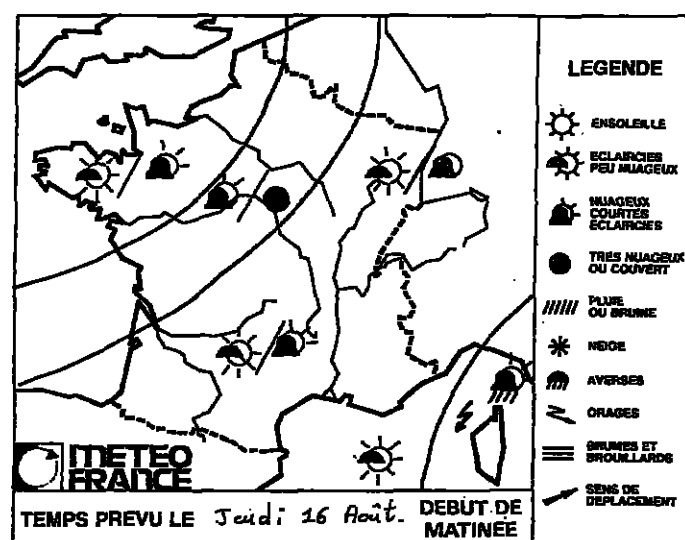 LEGENDE
ENSOLEILLE
ECLAIRCIES
PEU NUAGEUX
NUAGEUX
COURTES
ECLAIRCIES
TRES NUAGEUX
OU COUVERT
PLUIE
OU BRUINE
NEIGE
AVERSES
ORAGES
BRUMES ET
BROUILLARDS
SENS DE
DEPLACEMENT
METEO
FRANCE
TEMPS PREVU LE Jeudi 16 Août. DEBUT DE
MATINEE